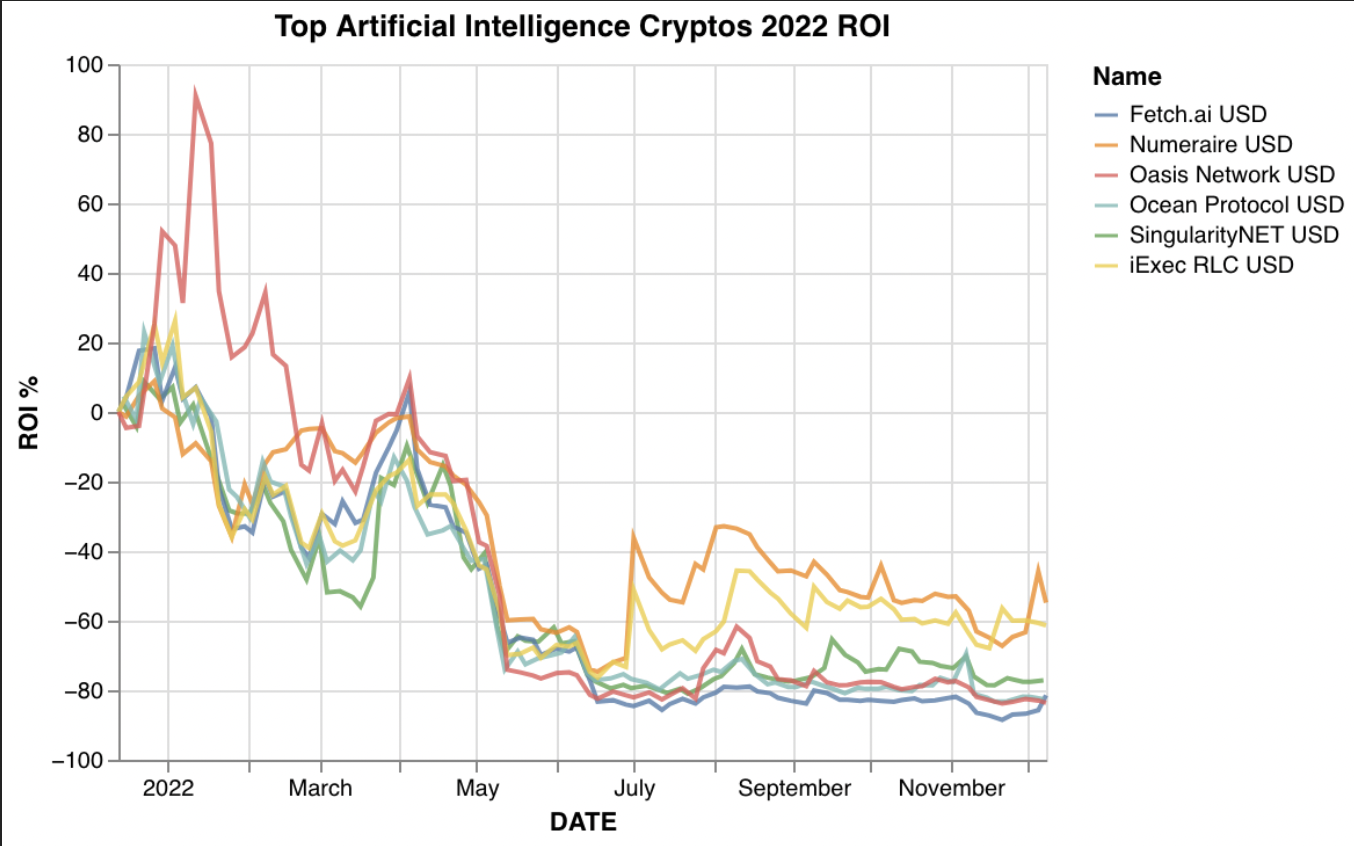 Top Artificial Intelligence Cryptos 2022 ROI
100
80
60
40
20
0
−20
−40
−60
−80
−100
ROI %
2022 March May July September November
DATE
Name
Fetch.ai USD
Numeraire USD
Oasis Network USD
Ocean Protocol USD
SingularityNET USD
iExec RLC USD